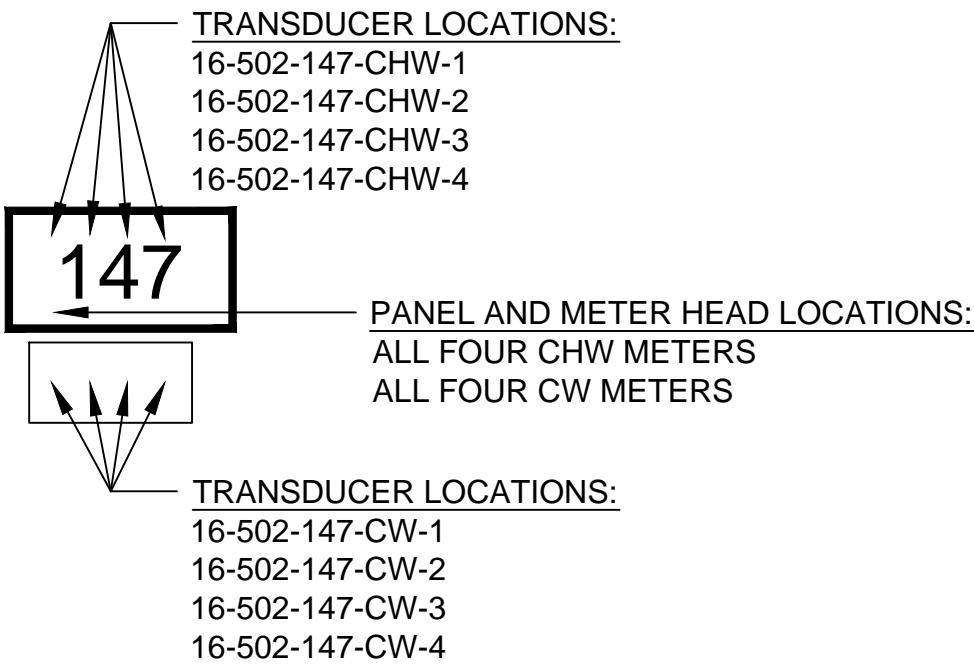 TRANSDUCER LOCATIONS:
16-502-147-CHW-1
16-502-147-CHW-2
16-502-147-CHW-3
16-502-147-CHW-4
147
PANEL AND METER HEAD LOCATIONS:
ALL FOUR CHW METERS
ALL FOUR CW METERS
TRANSDUCER LOCATIONS:
16-502-147-CW-1
16-502-147-CW-2
16-502-147-CW-3
16-502-147-CW-4